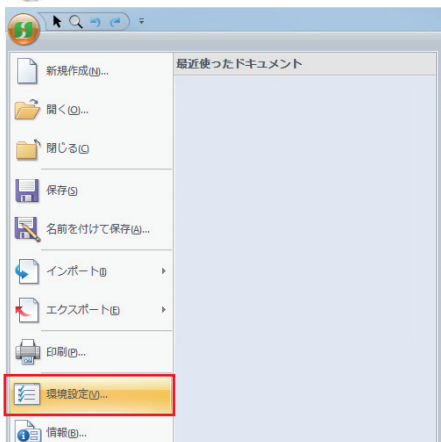 最近使ったドキュメント
新規作成(N)...
開く(O)...
閉じる(C)
保存(S)
名前を付けて保存(A)...
インポート(I)
エクスポート(E)
印刷(P)...
環境設定(V)...
情報(B)...